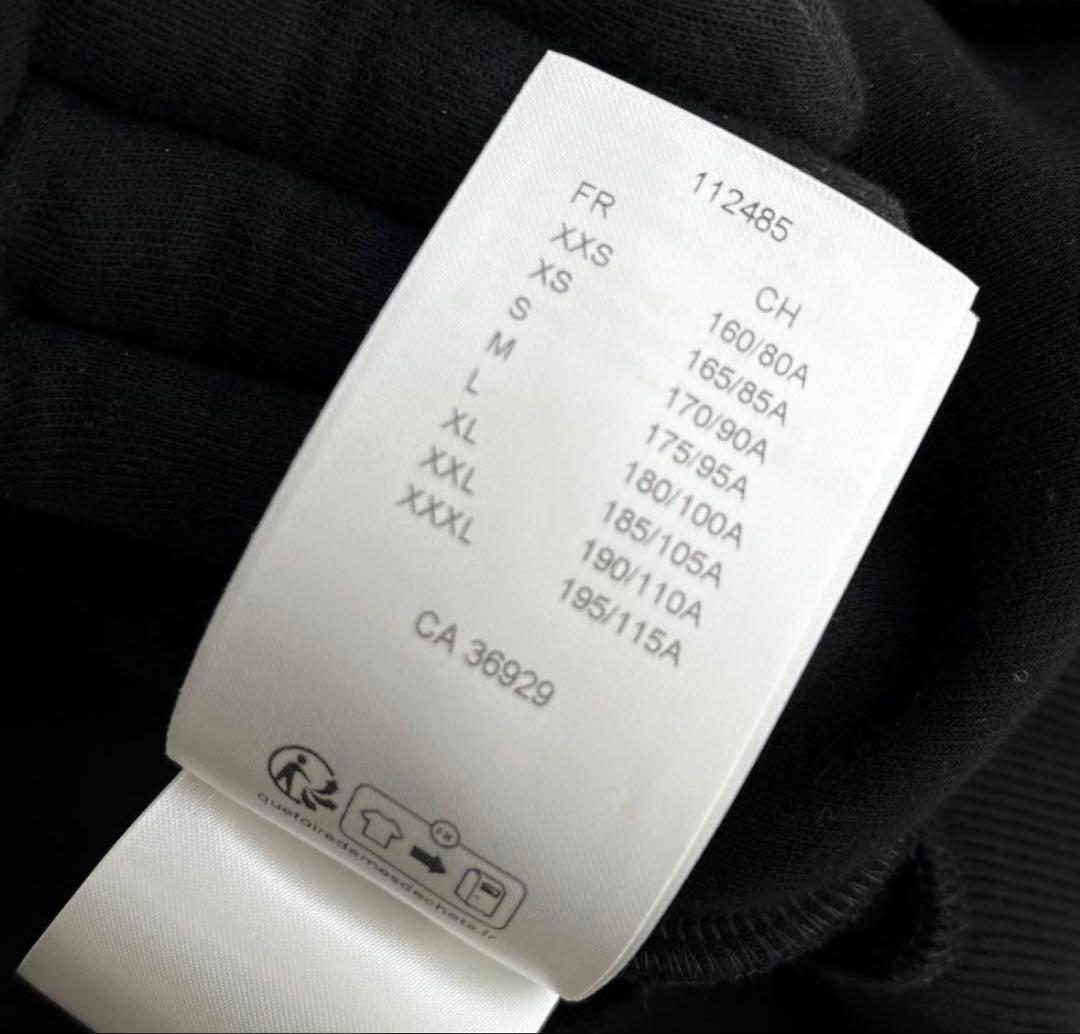 112485
FR CH
XXS 160/80A
XS 165/85A
S 170/90A
M 175/95A
L 180/100A
XL 185/105A
XXL 190/110A
XXXL 195/115A
CA 36929
FR
quefairedemesdechets.fr